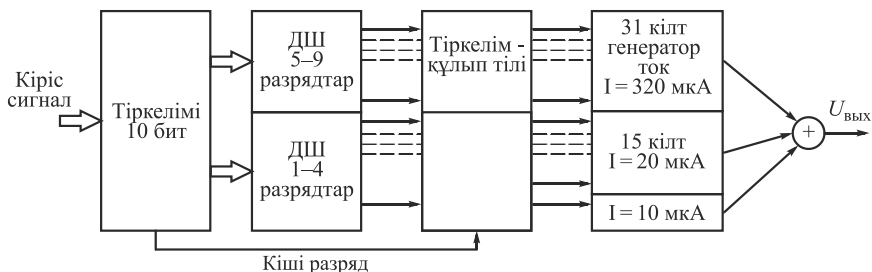 Кіріс
сигнал
Тіркелімі
10 бит
ДШ
5–9
разрядтар
ДШ
1–4
разрядтар
Тіркелім -
құлып тілі
31 кілт
генератор
ток
I = 320 мкА
15 кілт
I = 20 мкА
I = 10 мкА
+
Uвых
Кіші разряд